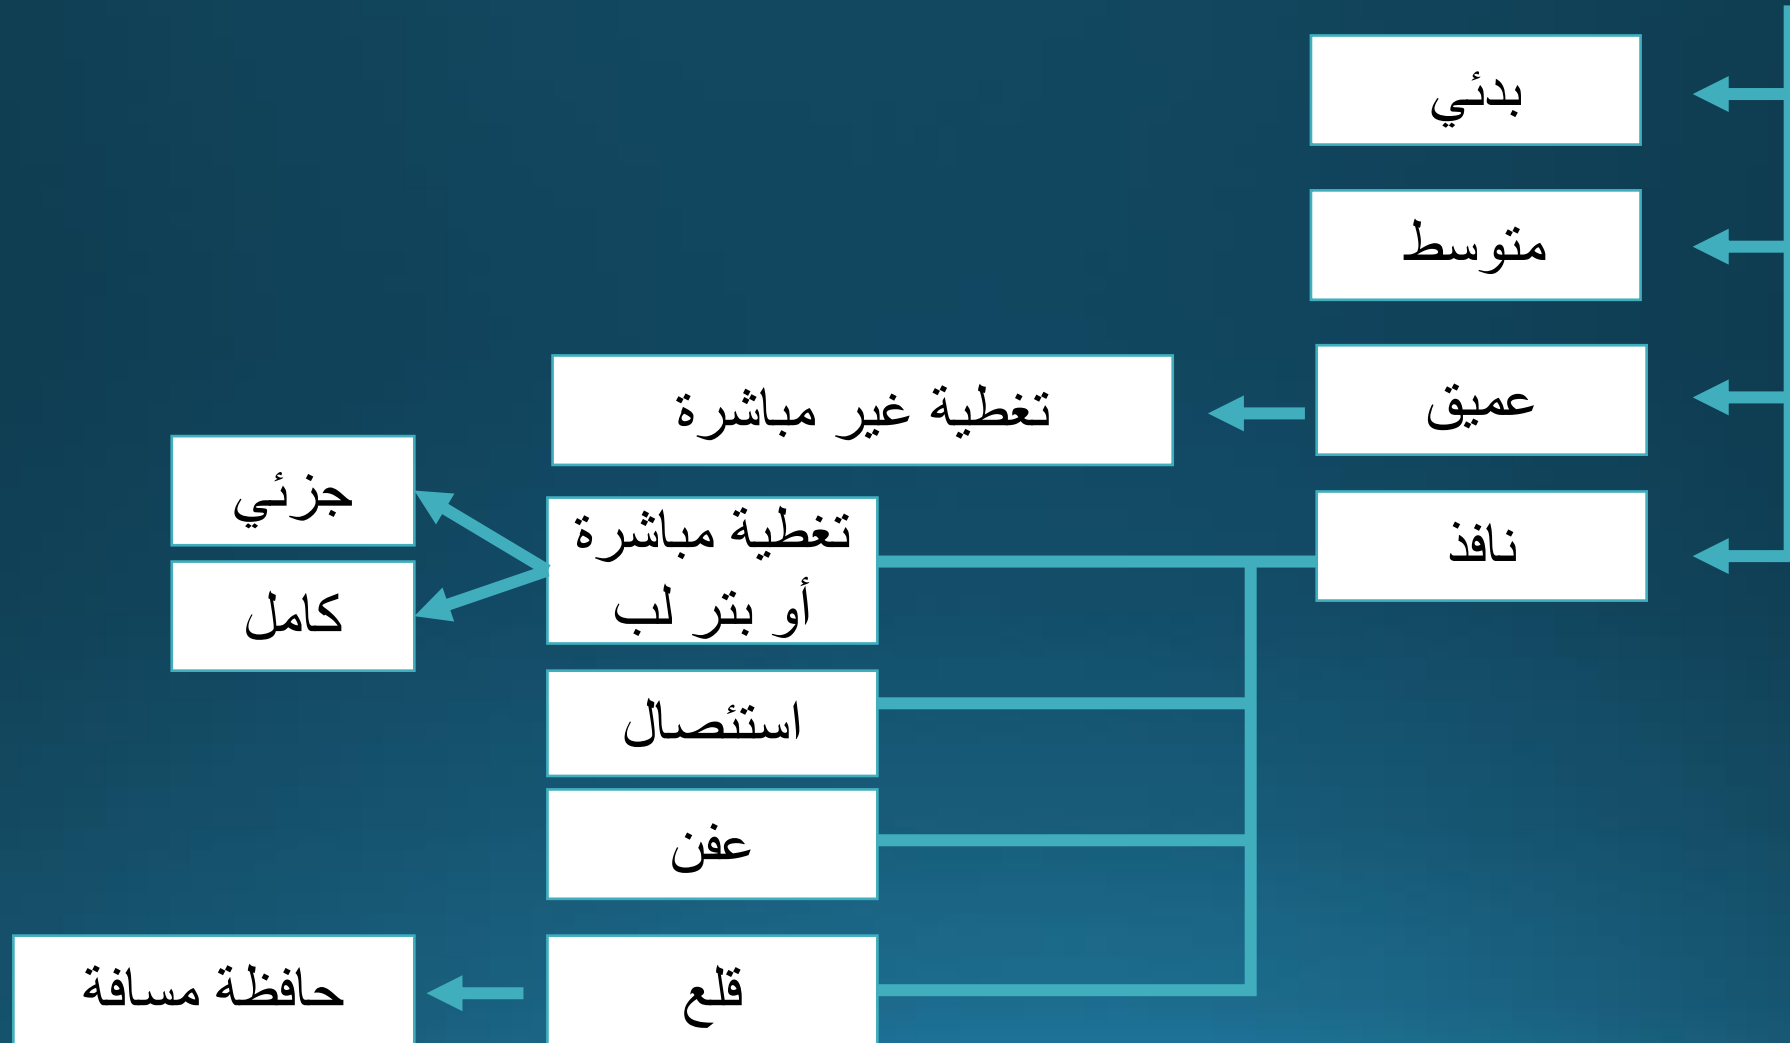 بدئي
متوسط
عميق
تغطية غير مباشرة
نافذ
تغطية مباشرة
أو بتر لب
جزئي
كامل
استئصال
عفن
قلع
حافظة مسافة